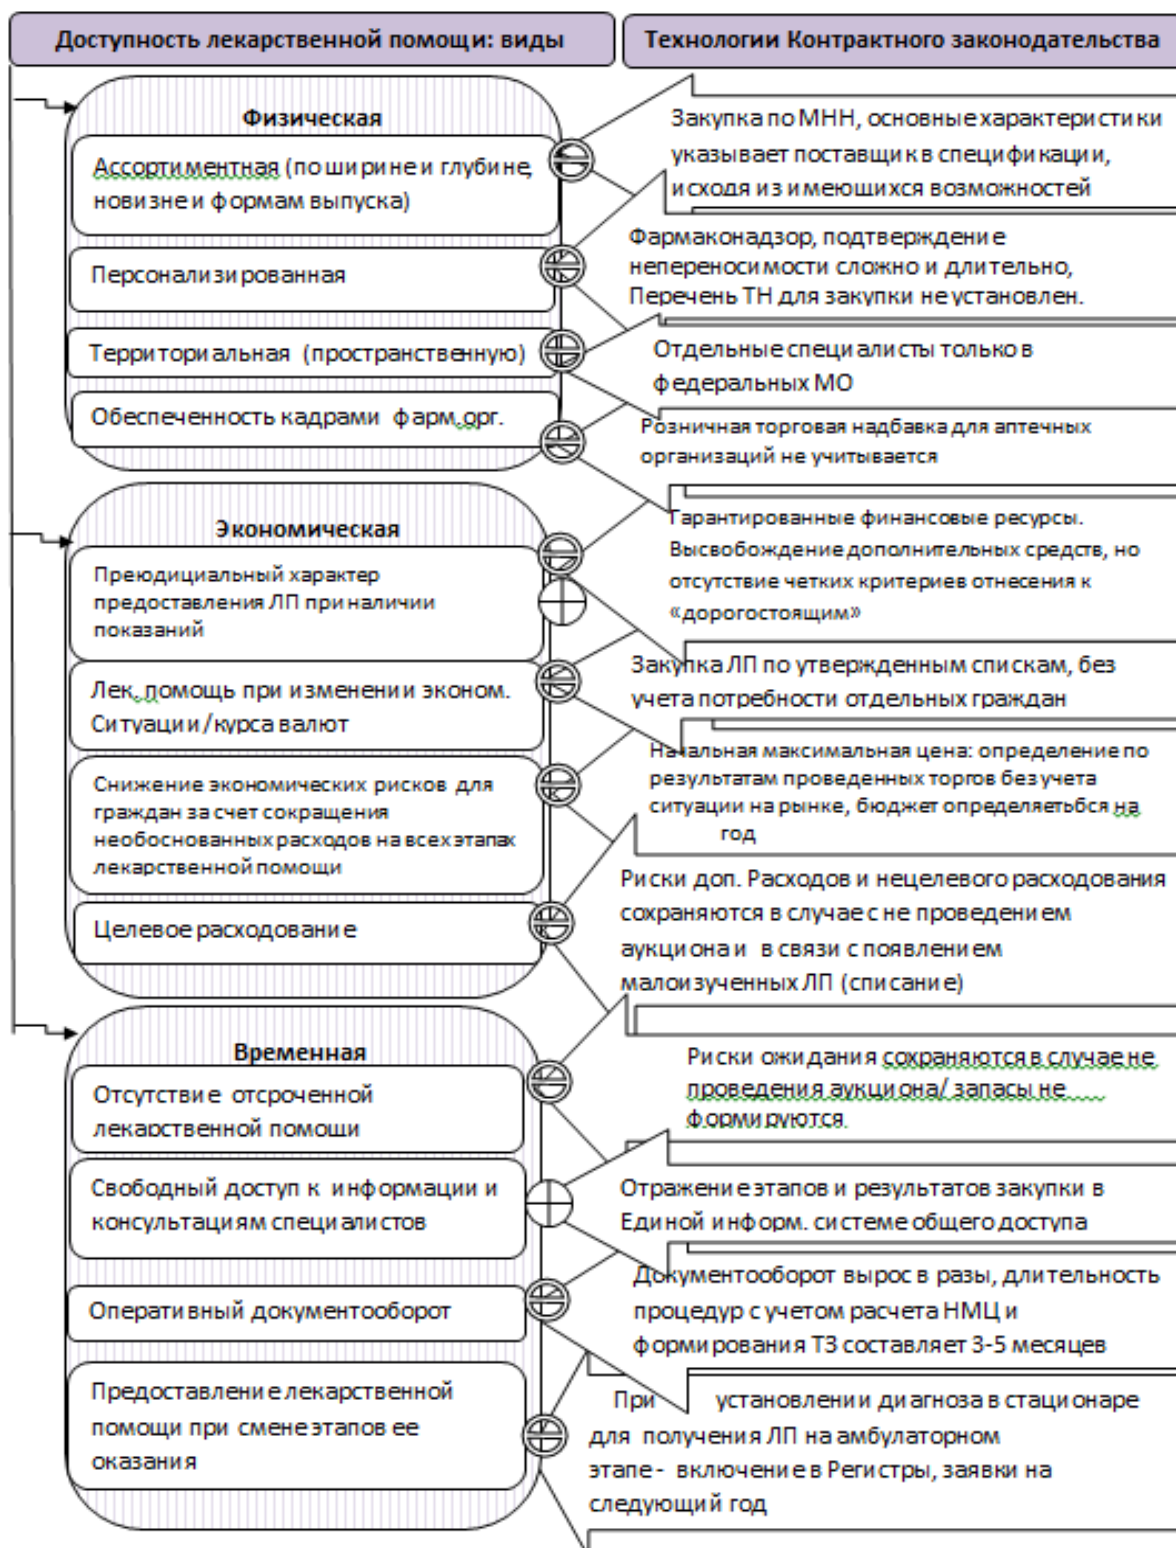 Доступность лекарственной помощи: виды
Технологии Контрактного законодательства
Физическая
Ассортиментная (по ширине и глубине,
новизне и формам выпуска)
Персонализированная
Территориальная (пространственную)
Обеспеченность кадрами фарм.орг.
Экономическая
Преюдициальный характер
предоставления ЛП при наличии
показаний
Лек. помощь при изменении эконом.
Ситуации/курса валют
Снижение экономических рисков для
граждан за счет сокращения
необоснованных расходов на всех этапах
лекарственной помощи
Целевое расходование
Временная
Отсутствие отсроченной
лекарственной помощи
Свободный доступ к информации и
консультациям специалистов
Оперативный документооборот
Предоставление лекарственной
помощи при смене этапов ее
оказания
Закупка по МНН, основные характеристики
указывает поставщик в спецификации,
исходя из имеющихся возможностей
Фармаконадзор, подтверждение
непереносимости сложно и длительно,
Перечень ТН для закупки не установлен.
Отдельные специалисты только в
федеральных МО
Розничная торговая надбавка для аптечных
организаций не учитывается
Гарантированные финансовые ресурсы.
Высвобождение дополнительных средств, но
отсутствие четких критериев отнесения к
«дорогостоящим»
Закупка ЛП по утвержденным спискам, без
учета потребности отдельных граждан
Начальная максимальная цена: определение по
результатам проведенных торгов без учета
ситуации на рынке, бюджет определяетьбся на
год
Риски доп. Расходов и нецелевого расходования
сохраняются в случае с не проведением
аукциона и в связи с появлением
малоизученных ЛП (списание)
Риски ожидания сохраняются в случае не
проведения аукциона/ запасы не
формируются.
Отражение этапов и результатов закупки в
Единой информ. системе общего доступа
Документооборот вырос в разы, длительность
процедур с учетом расчета НМЦ и
формирования ТЗ составляет 3-5 месяцев
При установлении диагноза в стационаре
для получения ЛП на амбулаторном
этапе - включение в Регистры, заявки на
следующий год